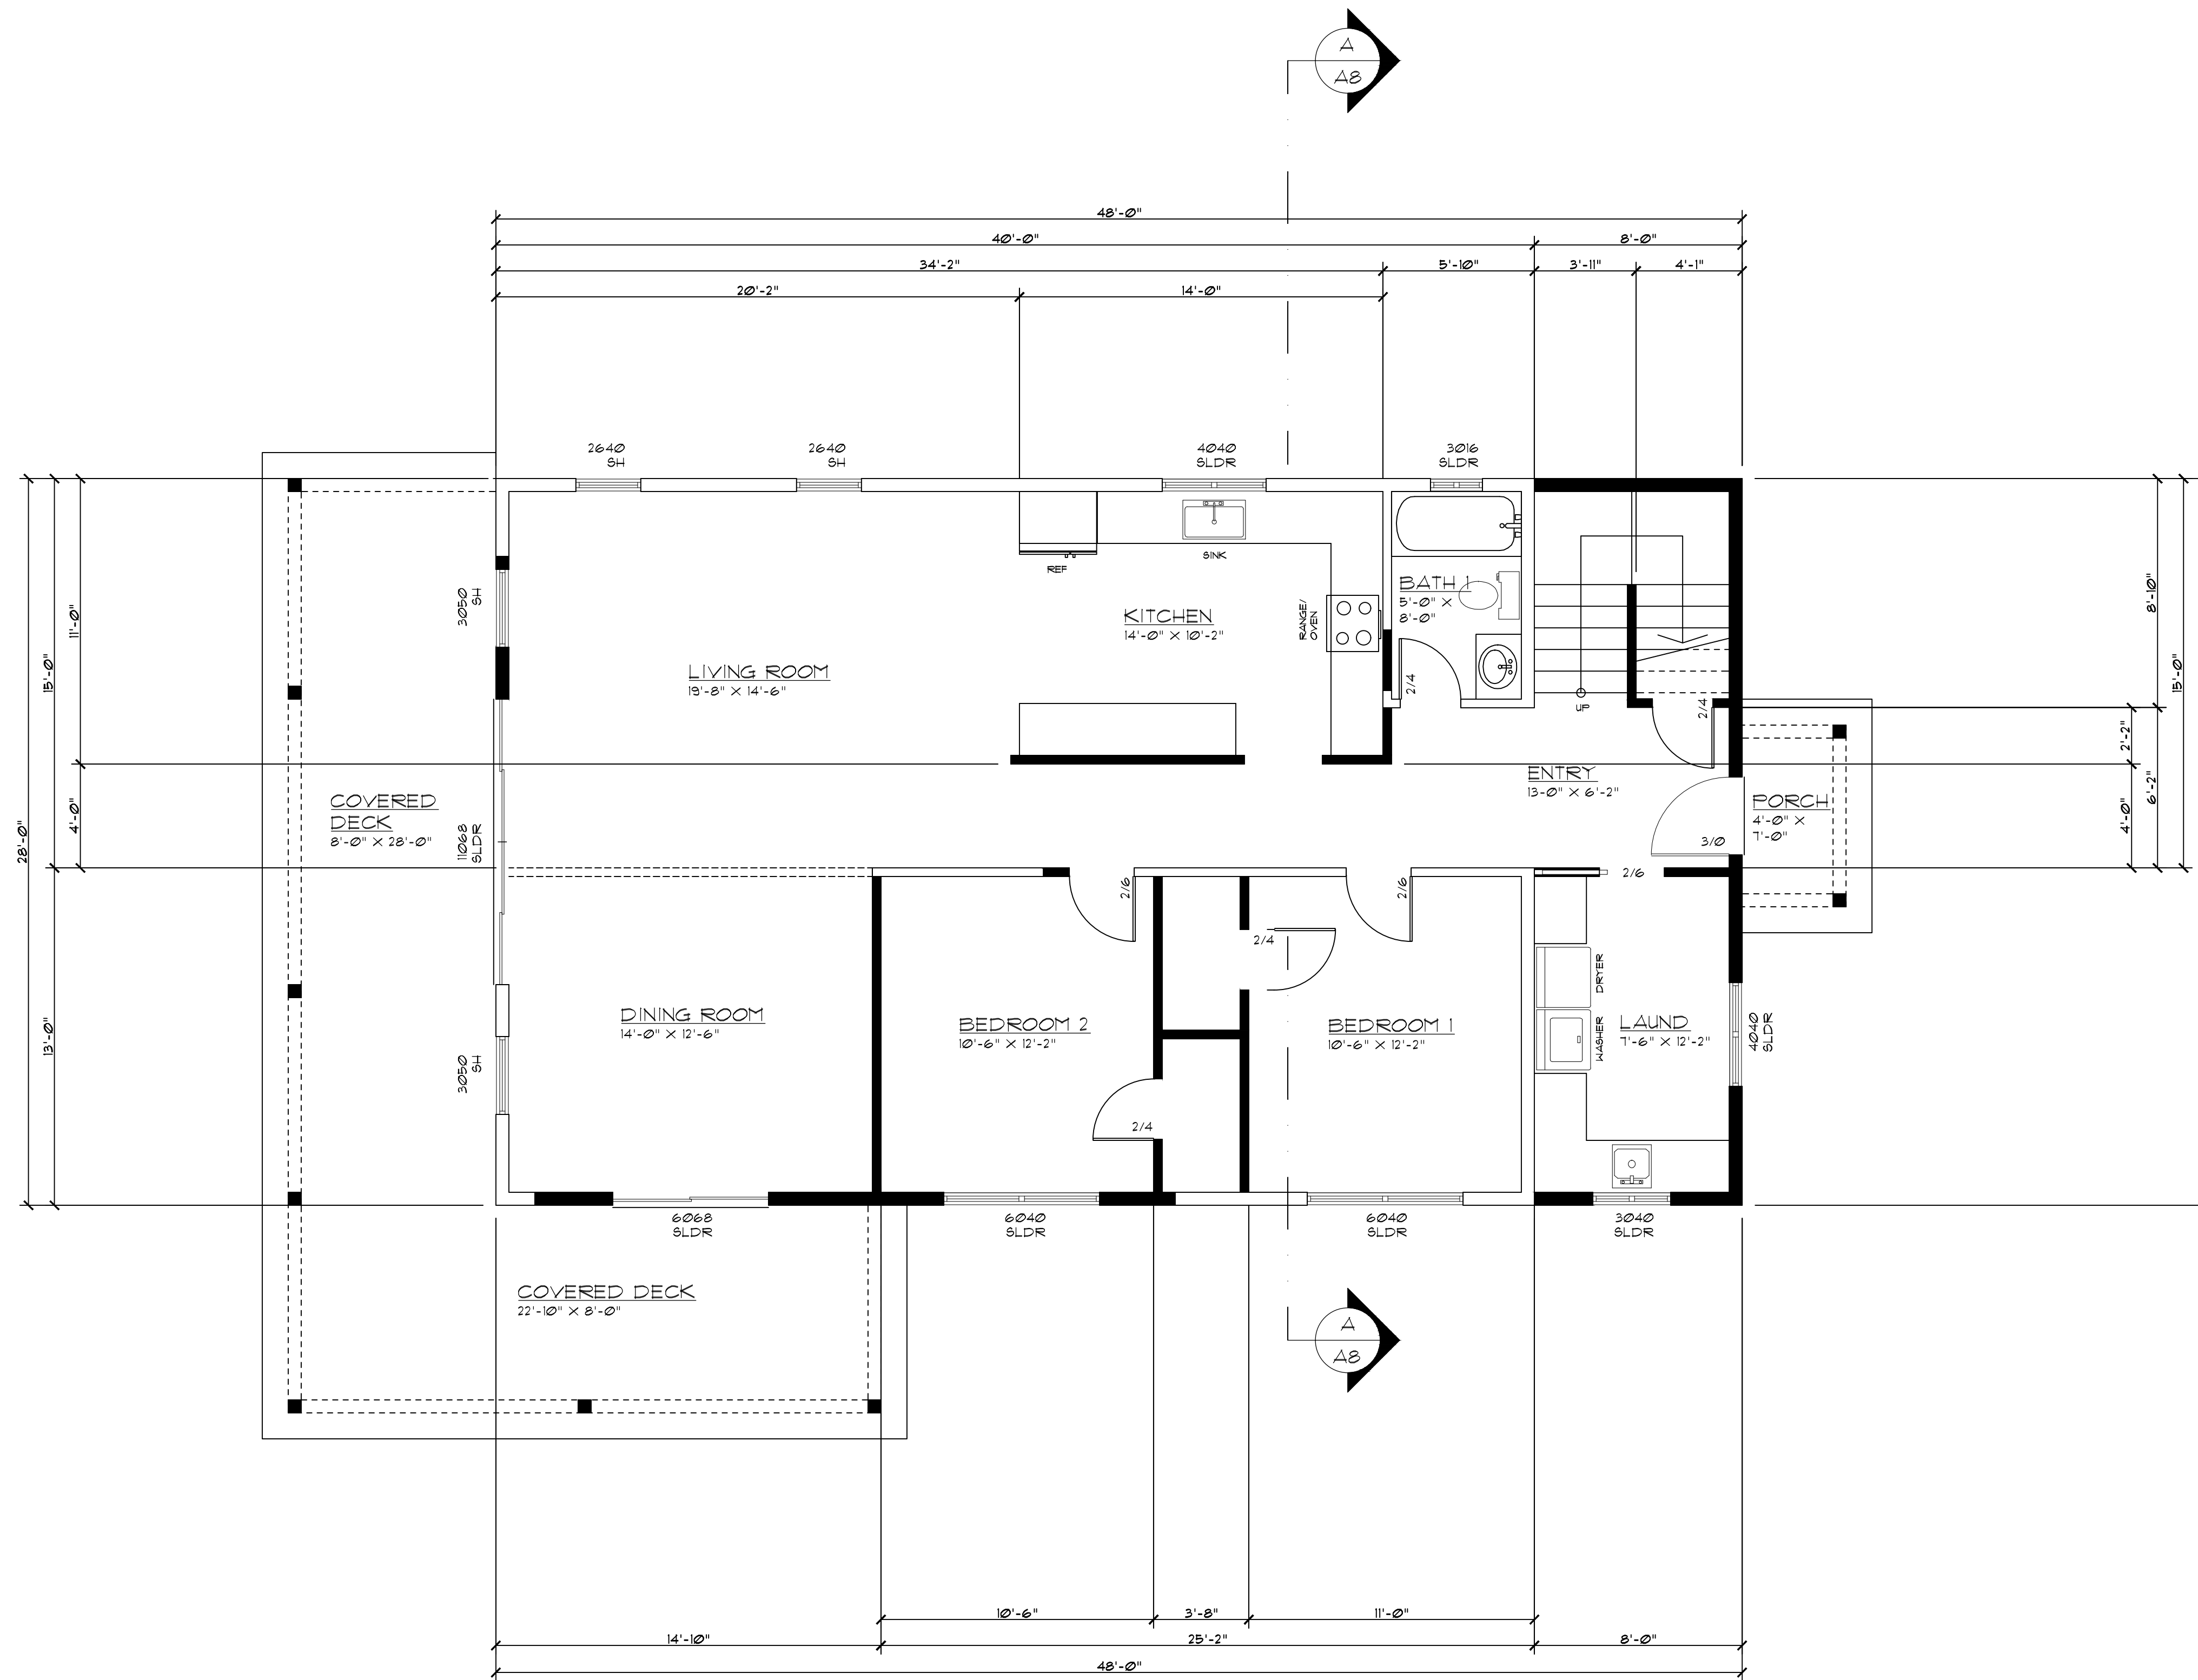 A
A8
48'-0"
40'-0"
8'-0"
34'-2"
5'-10"
3'-11"
4'-1"
20'-2"
14'-0"
2640
SH
2640
SH
4040
SLDR
3016
SLDR
3050
SH
REF
SINK
RANGE/
OVEN
BATH 1
5'-0" X
8'-0"
KITCHEN
14'-0" X 10'-2"
LIVING ROOM
19'-8" X 14'-6"
2/4
UP
2/4
11'-0"
15'-0"
4'-0"
28'-0"
13'-0"
8'-10"
15'-0"
2'-2"
6'-2"
4'-0"
ENTRY
13-0" X 6'-2"
COVERED
DECK
8'-0" X 28'-0"
11068
SLDR
PORCH
4'-0" X
7'-0"
3/0
2/6
2/6
2/6
2/4
DRYER
WASHER
DINING ROOM
14'-0" X 12'-6"
BEDROOM 2
10'-6" X 12'-2"
BEDROOM 1
10'-6" X 12'-2"
LAUND
7'-6" X 12'-2"
4040
SLDR
3050
SH
2/4
6068
SLDR
6040
SLDR
6040
SLDR
3040
SLDR
COVERED DECK
22'-10" X 8'-0"
A
A8
10'-6"
3'-8"
11'-0"
14'-10"
25'-2"
8'-0"
48'-0"